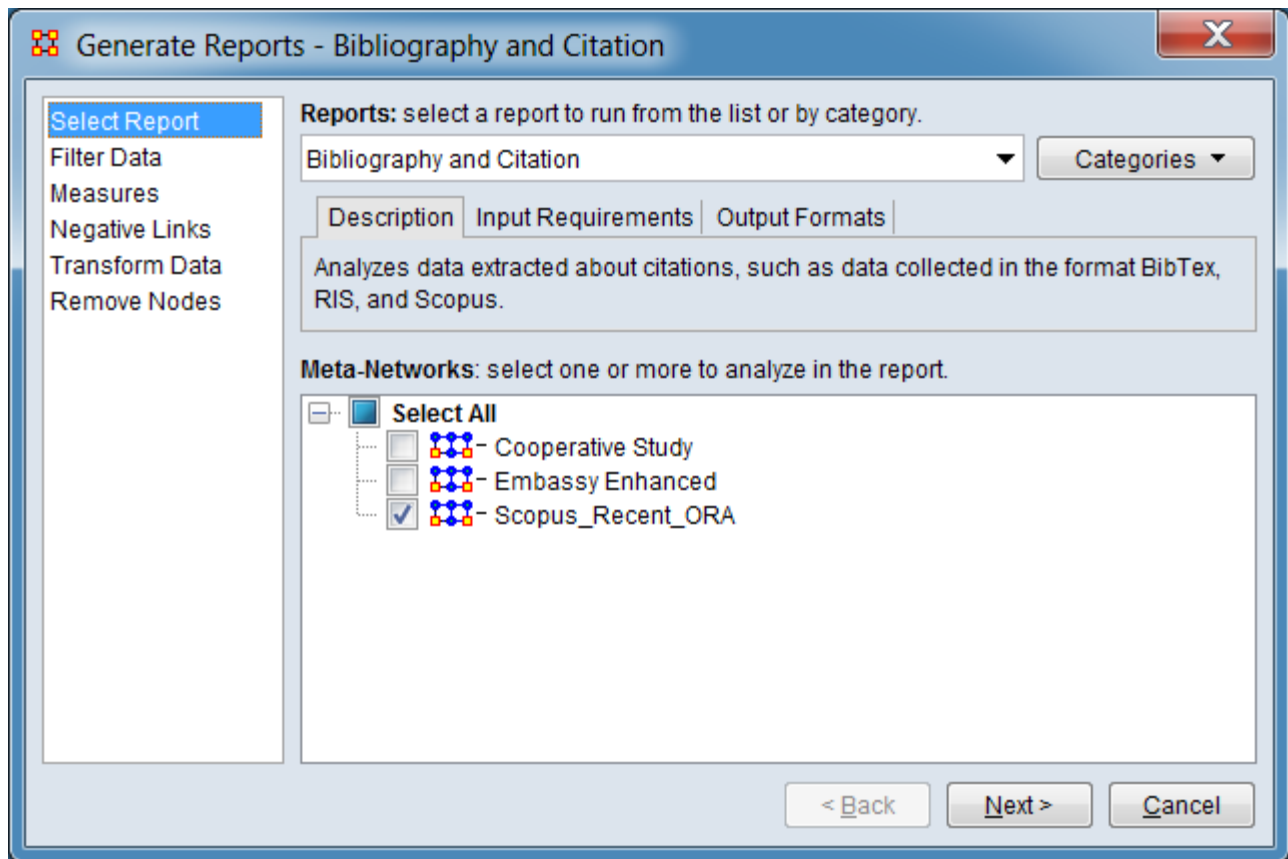 Generate Reports - Bibliography and Citation
Select Report
Filter Data
Measures
Negative Links
Transform Data
Remove Nodes
Reports: select a report to run from the list or by category.
Bibliography and Citation
Categories
Description
Input Requirements
Output Formats
Analyzes data extracted about citations, such as data collected in the format BibTex,
RIS, and Scopus.
Meta-Networks: select one or more to analyze in the report.
Select All
Cooperative Study
Embassy Enhanced
Scopus_Recent_ORA
< Back
Next >
Cancel